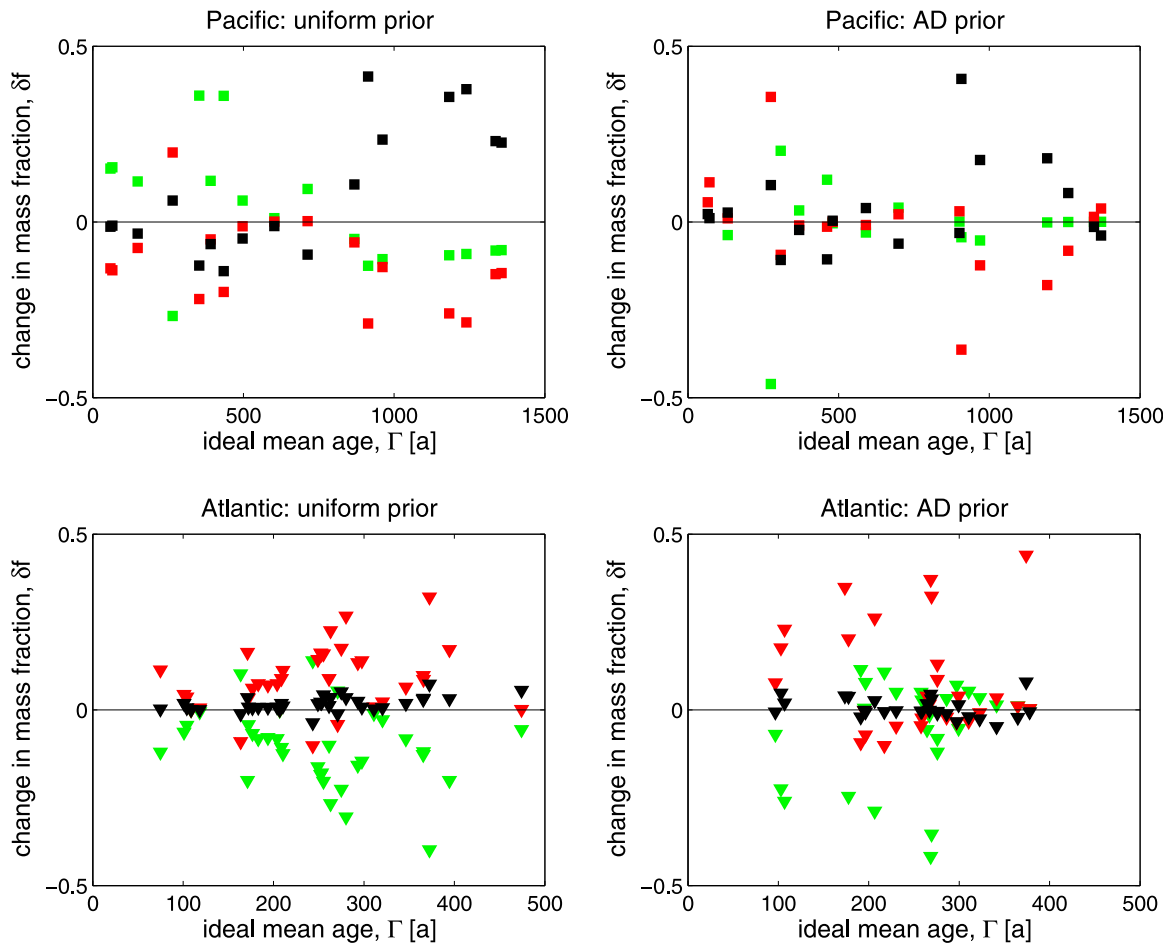 Pacific: uniform prior
Pacific: AD prior
0.5
0
−0.5
change in mass fraction, δf
0
500
1000
1500
ideal mean age, Γ [a]
0.5
0
−0.5
change in mass fraction, δf
0
500
1000
1500
ideal mean age, Γ [a]
Atlantic: uniform prior
Atlantic: AD prior
0.5
0
−0.5
change in mass fraction, δf
0
100
200
300
400
500
ideal mean age, Γ [a]
0.5
0
−0.5
change in mass fraction, δf
0
100
200
300
400
500
ideal mean age, Γ [a]